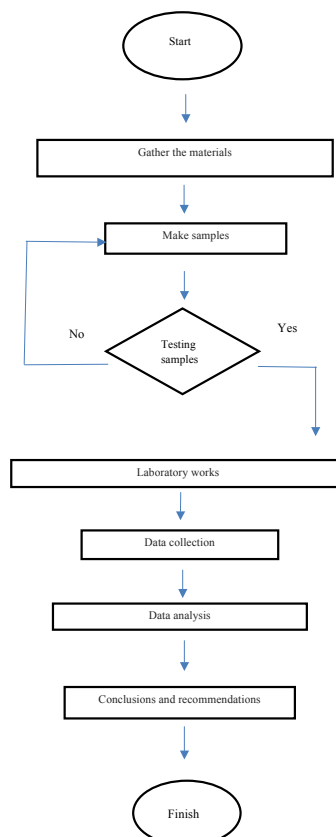 Start
Gather the materials
Make samples
No
Yes
Testing
samples
Laboratory works
Data collection
Data analysis
Conclusions and recommendations
Finish